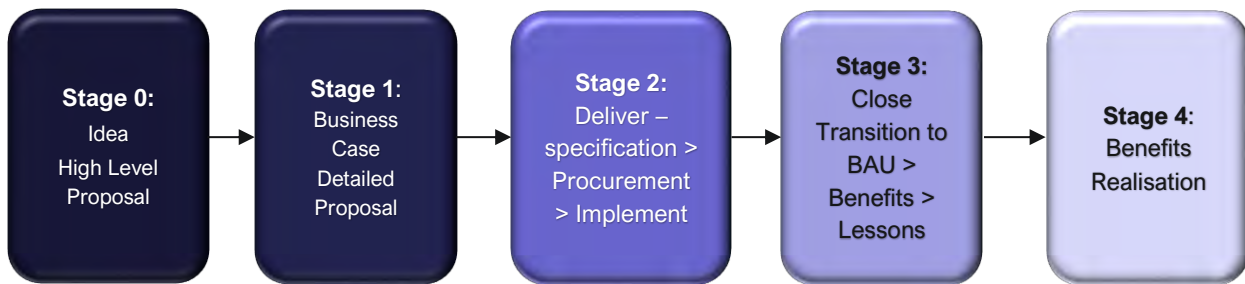 Stage 0:
Idea
High Level
Proposal
Stage 1:
Business
Case
Detailed
Proposal
Stage 2:
Deliver –
specification >
Procurement
> Implement
Stage 3:
Close
Transition to
BAU >
Benefits >
Lessons
Stage 4:
Benefits
Realisation